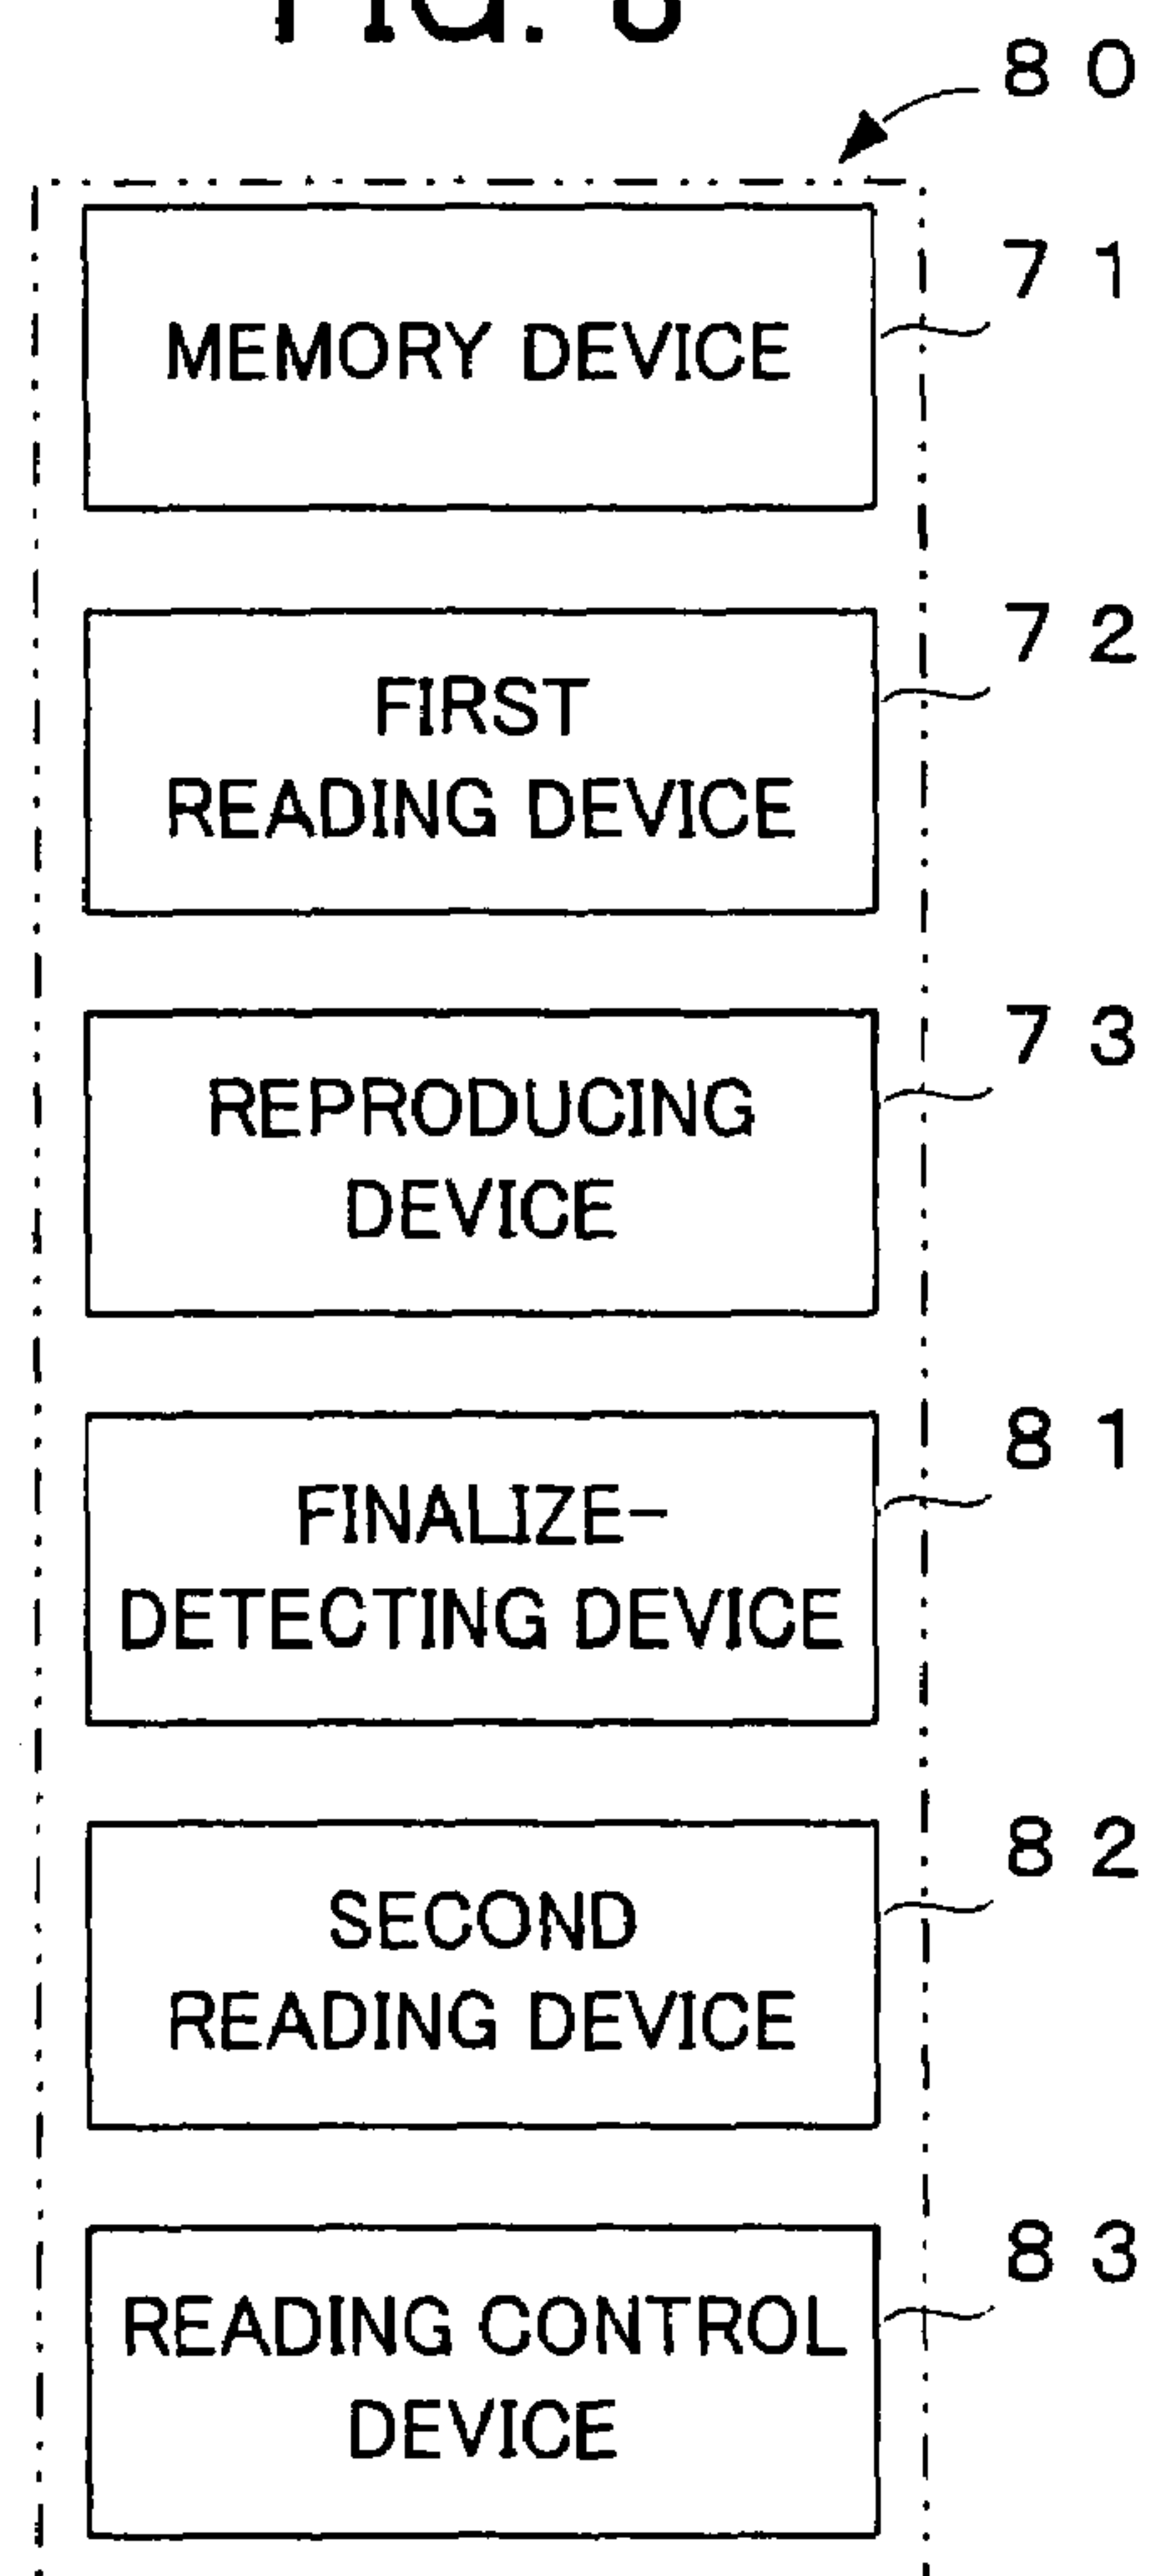 FIG.
80
71
MEMORY DEVICE
72
FIRST
READING DEVICE
73
REPRODUCING
DEVICE
81
FINALIZE-
DETECTING DEVICE
82
SECOND
READING DEVICE
83
READING CONTROL
DEVICE